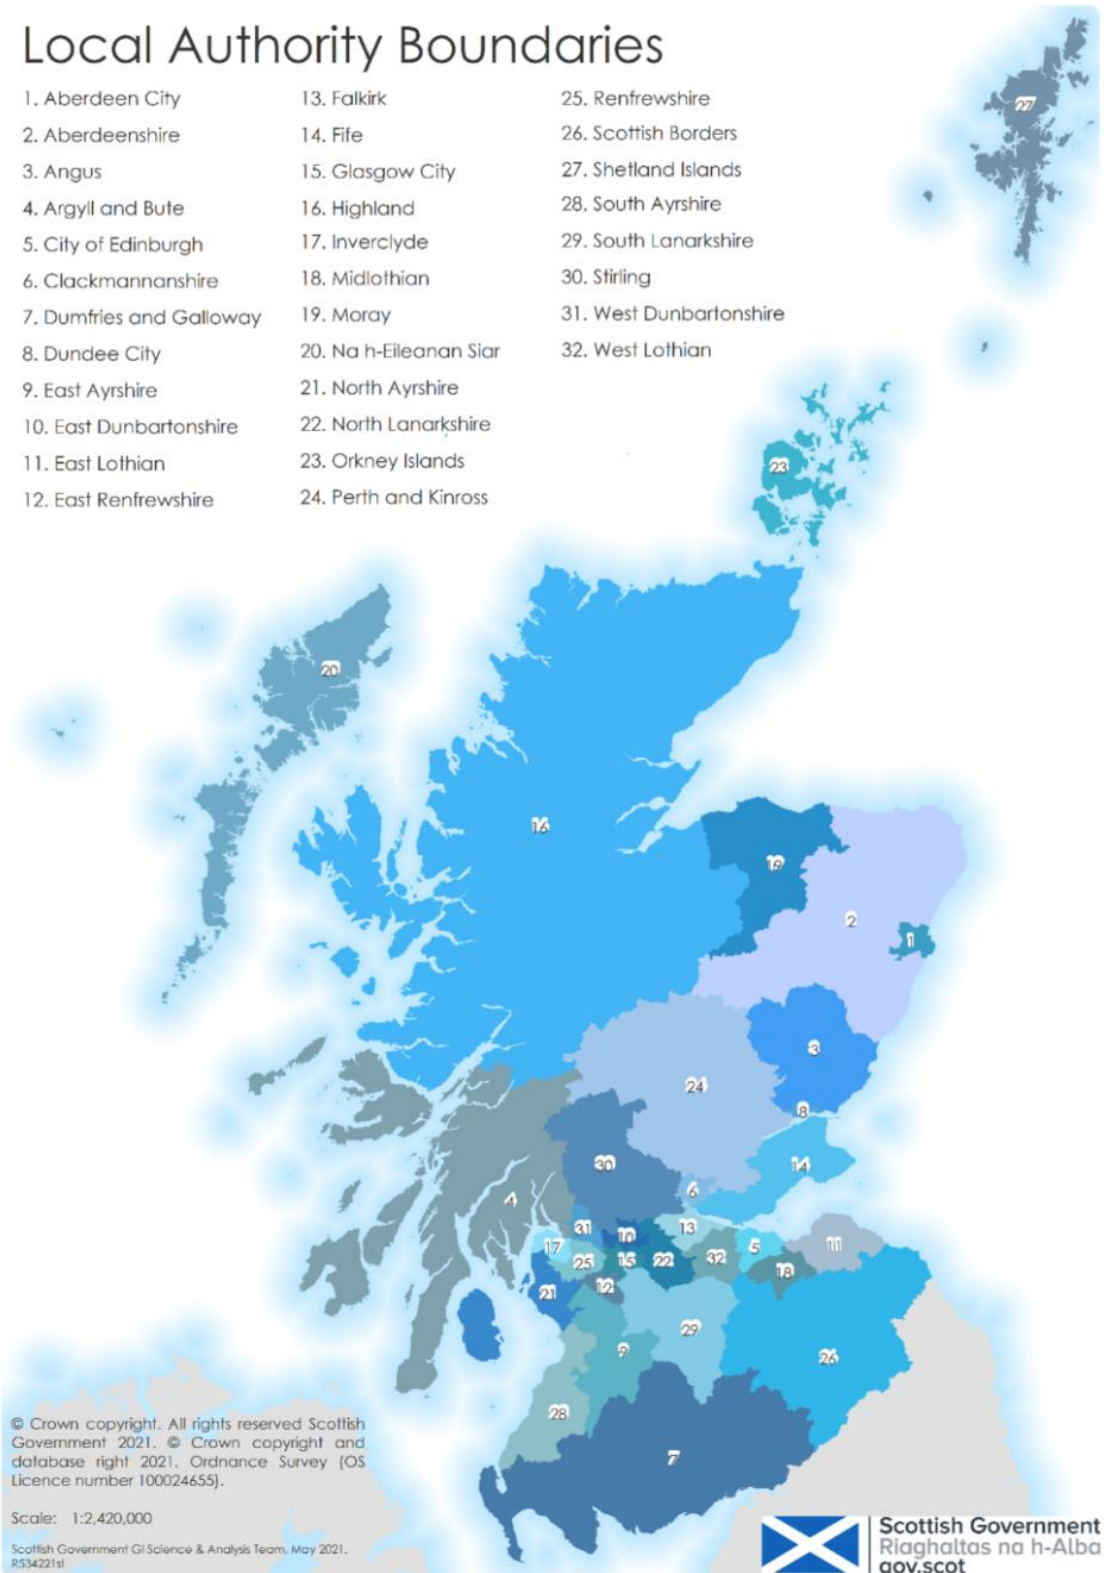 Local Authority Boundaries
1. Aberdeen City
2. Aberdeenshire
3. Angus
4. Argyll and Bute
5. City of Edinburgh
6. Clackmannanshire
7. Dumfries and Galloway
8. Dundee City
9. East Ayrshire
10. East Dunbartonshire
11. East Lothian
12. East Renfrewshire
13. Falkirk
14. Fife
15. Glasgow City
16. Highland
17. Inverclyde
18. Midlothian
19. Moray
20. Na h-Eileanan Siar
21. North Ayrshire
22. North Lanarkshire
23. Orkney Islands
24. Perth and Kinross
25. Renfrewshire
26. Scottish Borders
27. Shetland Islands
28. South Ayrshire
29. South Lanarkshire
30. Stirling
31. West Dunbartonshire
32. West Lothian
27
23
20
16
19
2
1
3
24
8
14
30
6
4
31
10
13
17
25
15
22
32
5
11
18
12
21
29
9
26
28
7
© Crown copyright. All rights reserved Scottish
Government 2021. © Crown copyright and
database right 2021. Ordnance Survey (OS
Licence number 100024655).
Scale: 1:2,420,000
Scottish Government GI Science & Analysis Team, May 2021.
RS34221sl
Scottish Government
Riaghaltas na h-Alba
gov.scot